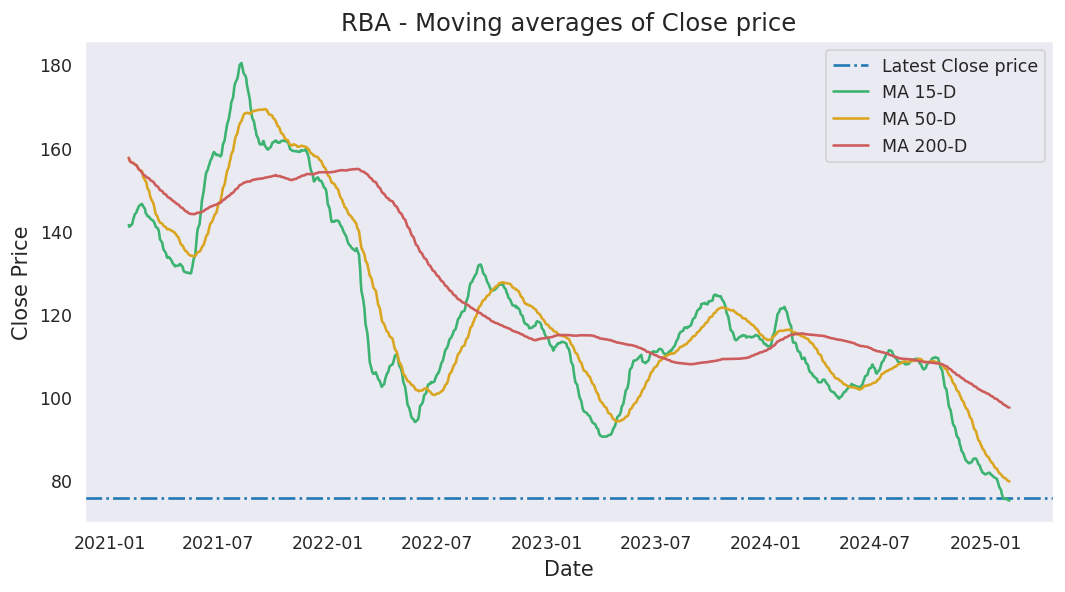 RBA - Moving averages of Close price
Close Price
180
160
140
120
100
80
Latest Close price
MA 15-D
MA 50-D
MA 200-D
2021-01 2021-07 2022-01 2022-07 2023-01 2023-07 2024-01 2024-07 2025-01
Date